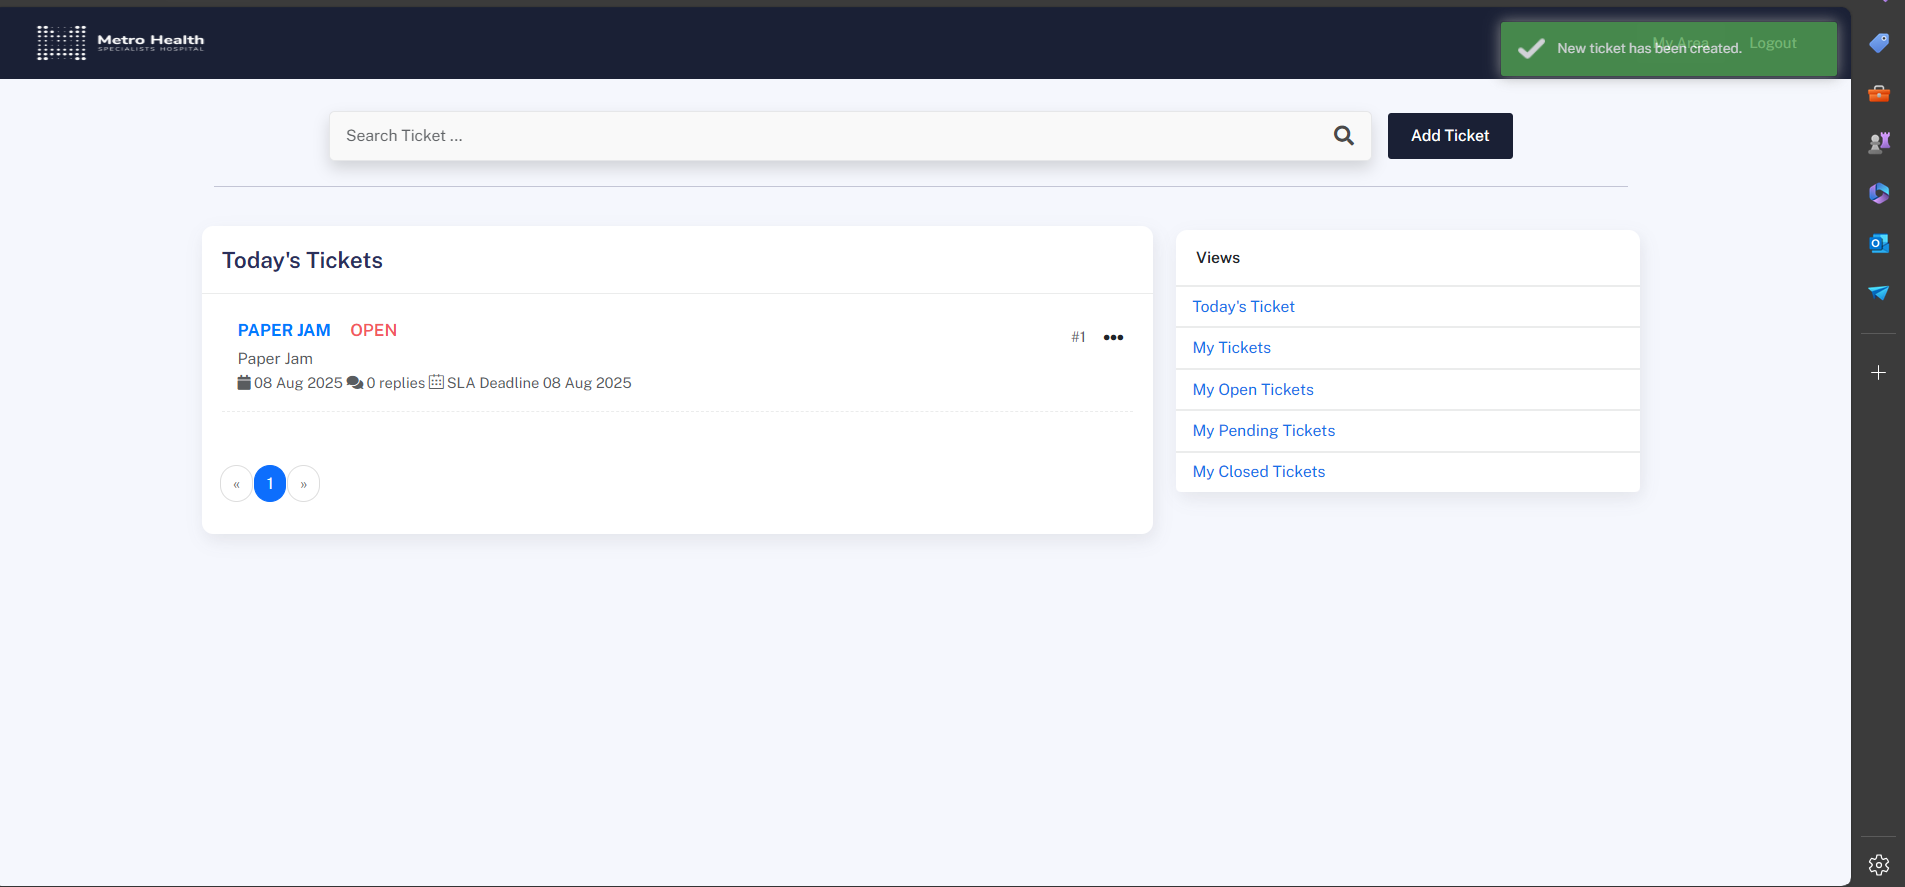 Metro Health
SPECIALISTS HOSPITAL
My Area
Logout
New ticket has been created.
Search Ticket ...
Add Ticket
Today's Tickets
PAPER JAM OPEN
#1
Paper Jam
08 Aug 2025 0 replies SLA Deadline 08 Aug 2025
« 1 »
Views
Today's Ticket
My Tickets
My Open Tickets
My Pending Tickets
My Closed Tickets